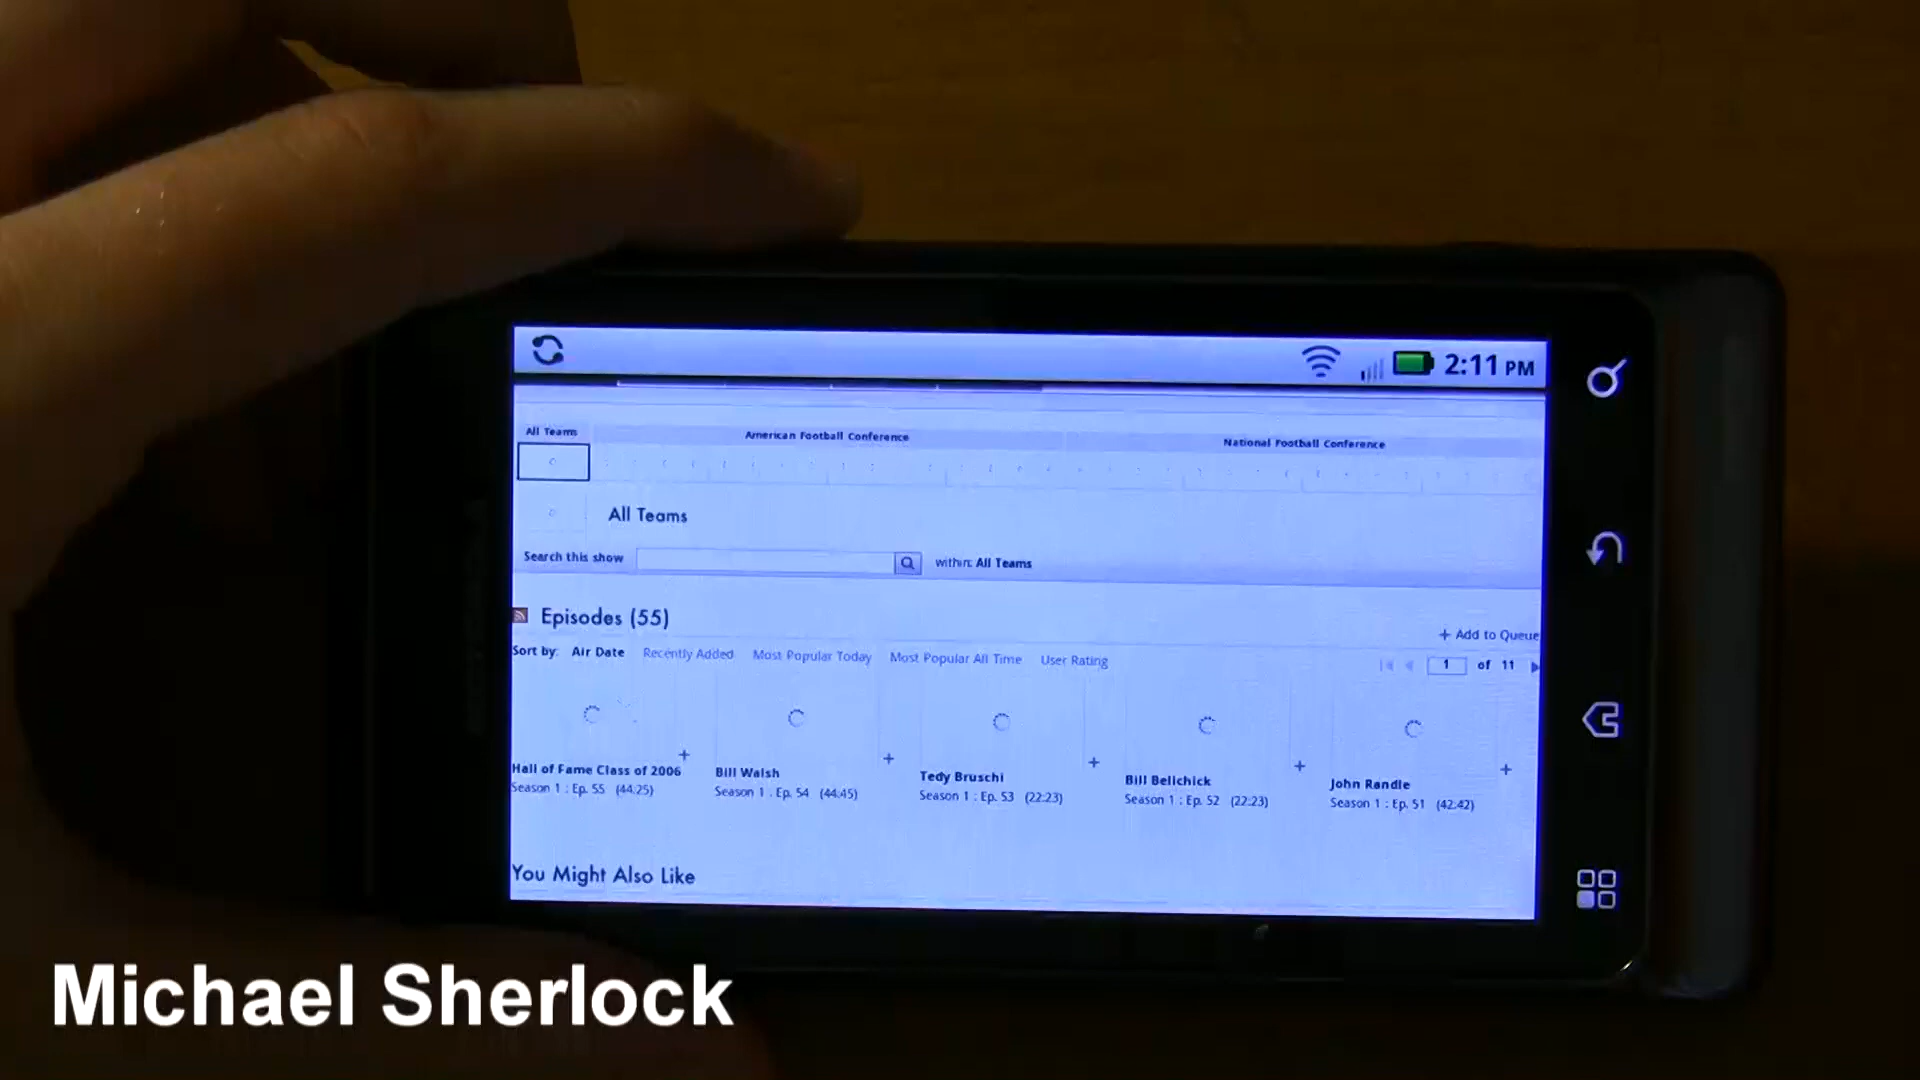 2:11 PM
All Teams
American Football Conference
National Football Conference
All Teams
Search this show
within: All Teams
Episodes (55)
+ Add to Queue
Sort by: Air Date Recently Added Most Popular Today Most Popular All Time User Rating
1 of 11
Hall of Fame Class of 2006
Season 1 : Ep. 55 (44:25)
Bill Walsh
Season 1 : Ep. 54 (44:45)
Tedy Bruschi
Season 1 : Ep. 53 (22:23)
Bill Belichick
Season 1 : Ep. 52 (22:23)
John Randle
Season 1 : Ep. 51 (42:42)
You Might Also Like
Michael Sherlock